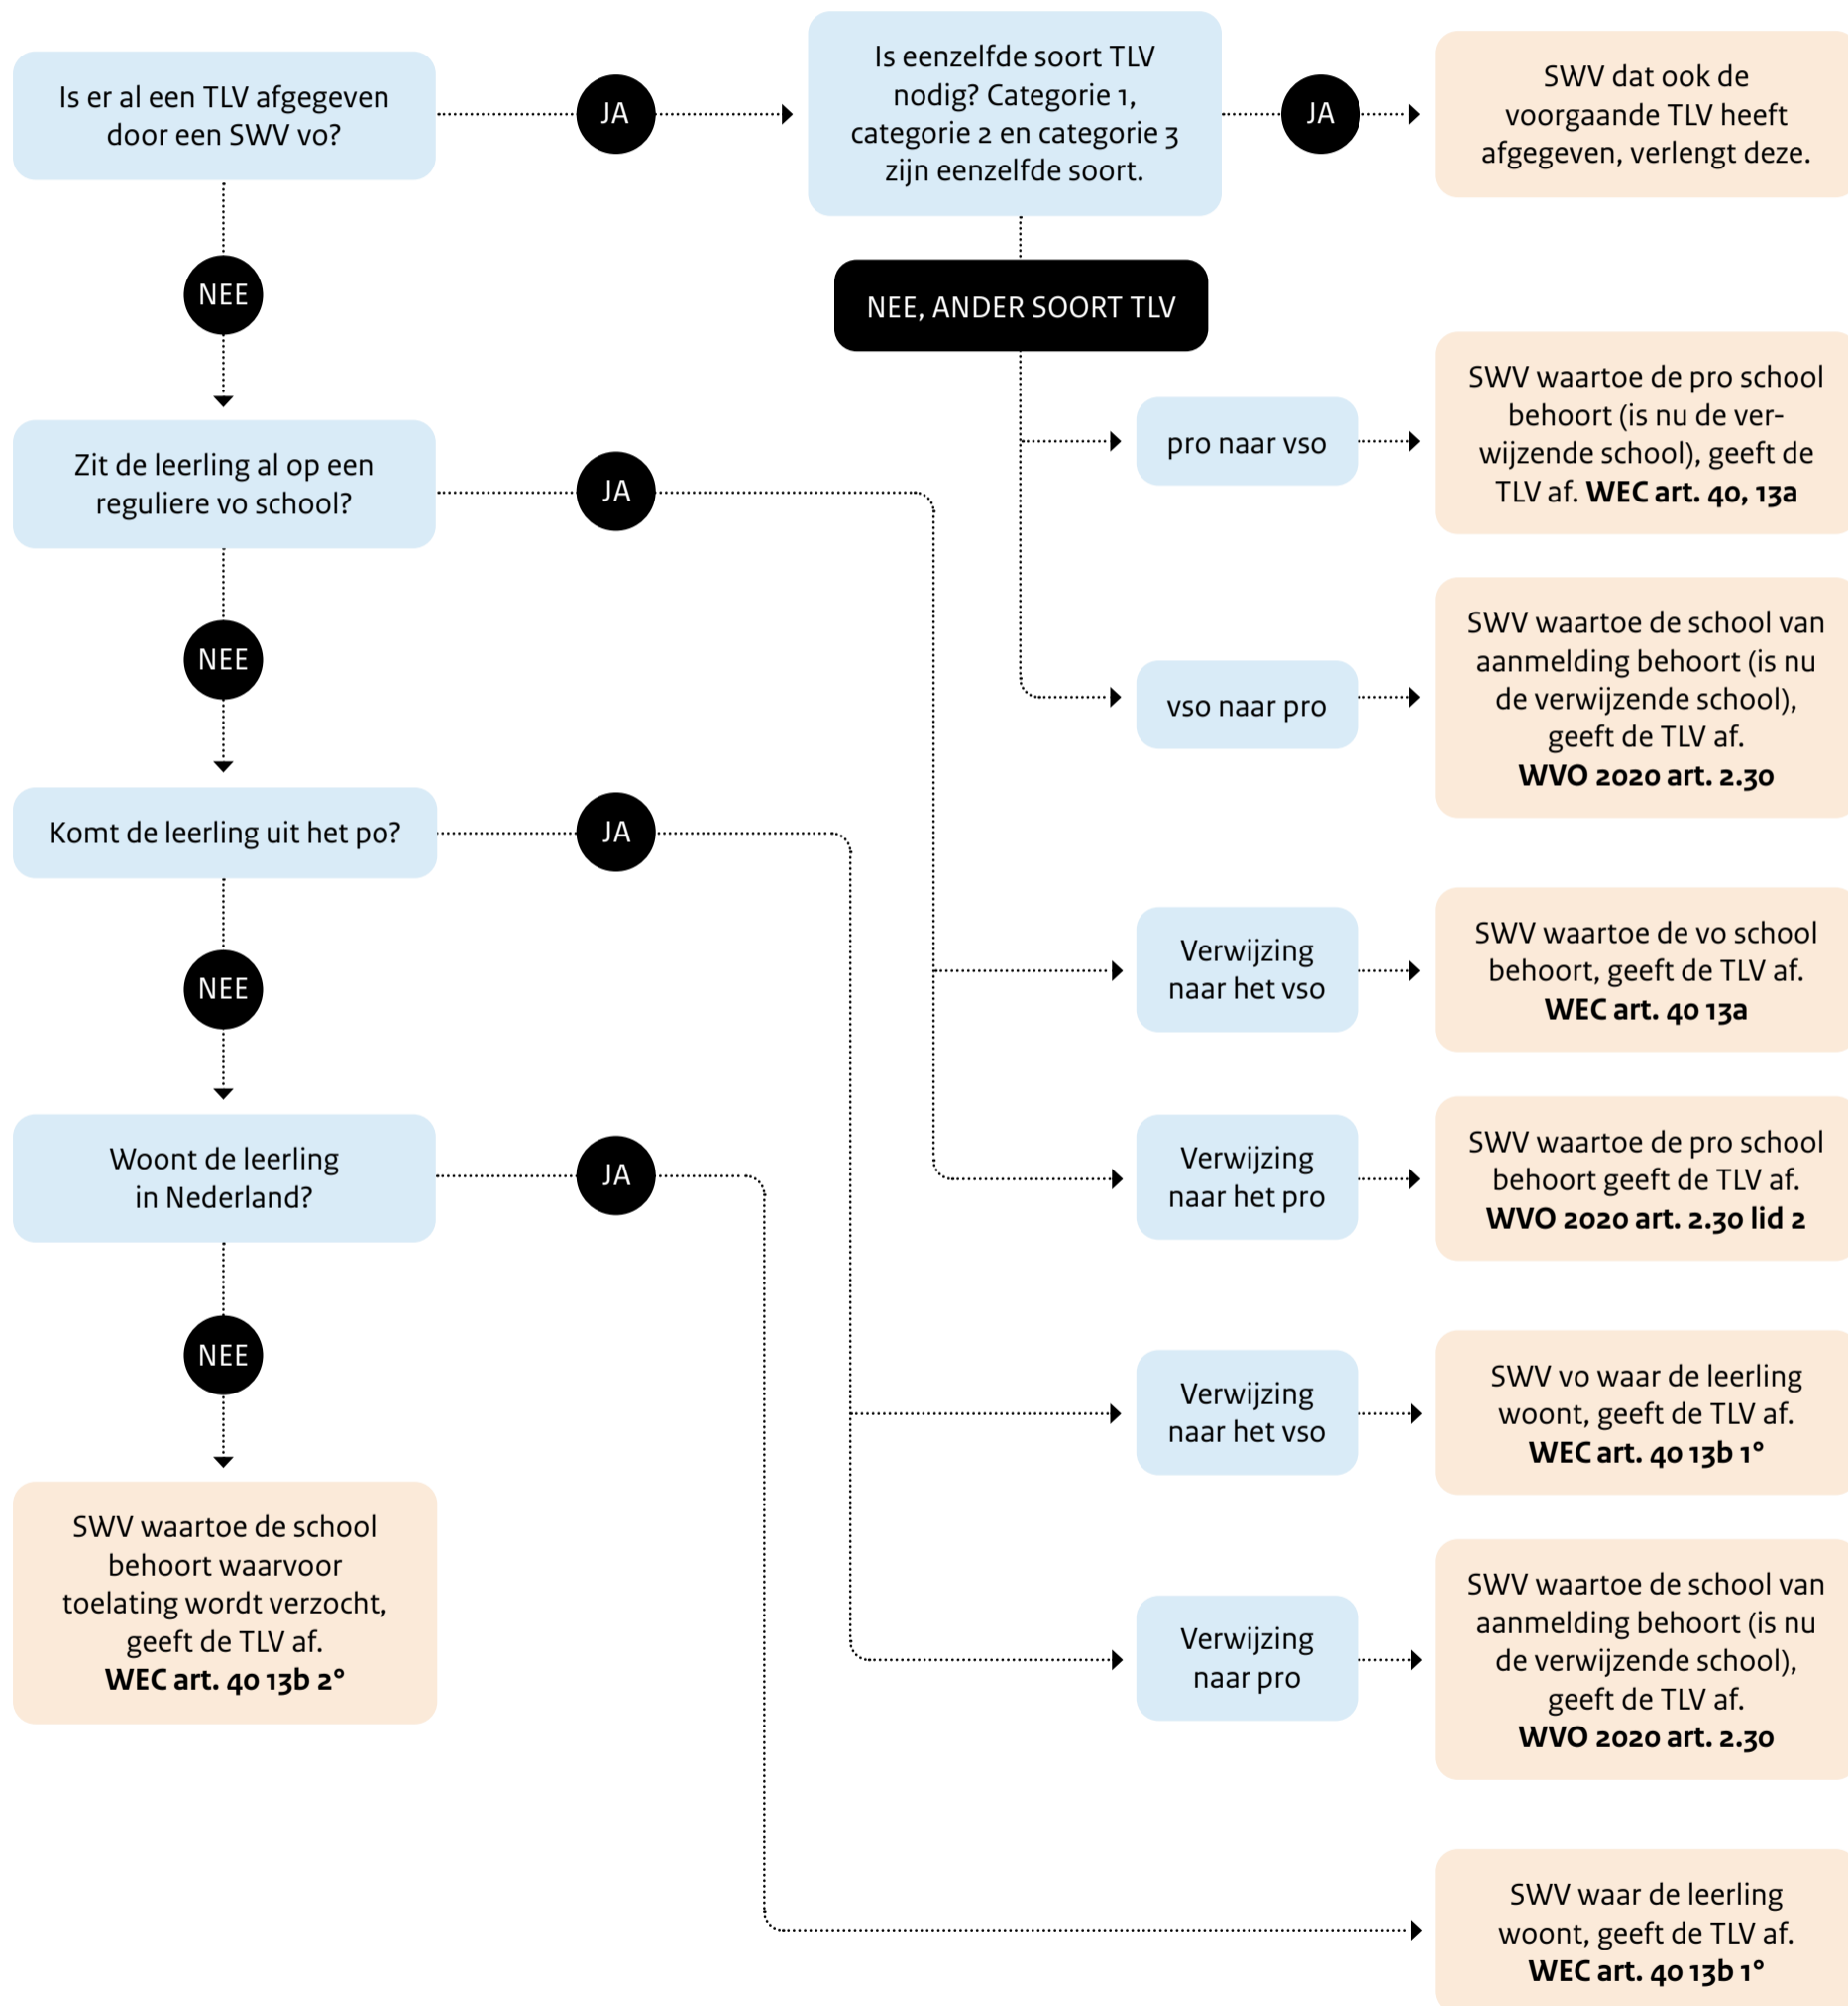 Is er al een TLV afgegeven
door een SWV vo?
JA
Is eenzelfde soort TLV
nodig? Categorie 1,
categorie 2 en categorie 3
zijn eenzelfde soort.
JA
SWV dat ook de
voorgaande TLV heeft
afgegeven, verlengt deze.
NEE
NEE, ANDER SOORT TLV
pro naar vso
SWV waartoe de pro school
behoort (is nu de ver-
wijzende school), geeft de
TLV af. WEC art. 40, 13a
Zit de leerling al op een
reguliere vo school?
JA
NEE
vso naar pro
SWV waartoe de school van
aanmelding behoort (is nu
de verwijzende school),
geeft de TLV af.
WVO 2020 art. 2.30
Komt de leerling uit het po?
JA
NEE
Verwijzing
naar het vso
SWV waartoe de vo school
behoort, geeft de TLV af.
WEC art. 40 13a
Woont de leerling
in Nederland?
JA
Verwijzing
naar het pro
SWV waartoe de pro school
behoort geeft de TLV af.
WVO 2020 art. 2.30 lid 2
NEE
Verwijzing
naar het vso
SWV vo waar de leerling
woont, geeft de TLV af.
WEC art. 40 13b 1°
SWV waartoe de school
behoort waarvoor
toelating wordt verzocht,
geeft de TLV af.
WEC art. 40 13b 2°
Verwijzing
naar pro
SWV waartoe de school van
aanmelding behoort (is nu
de verwijzende school),
geeft de TLV af.
WVO 2020 art. 2.30
SWV waar de leerling
woont, geeft de TLV af.
WEC art. 40 13b 1°